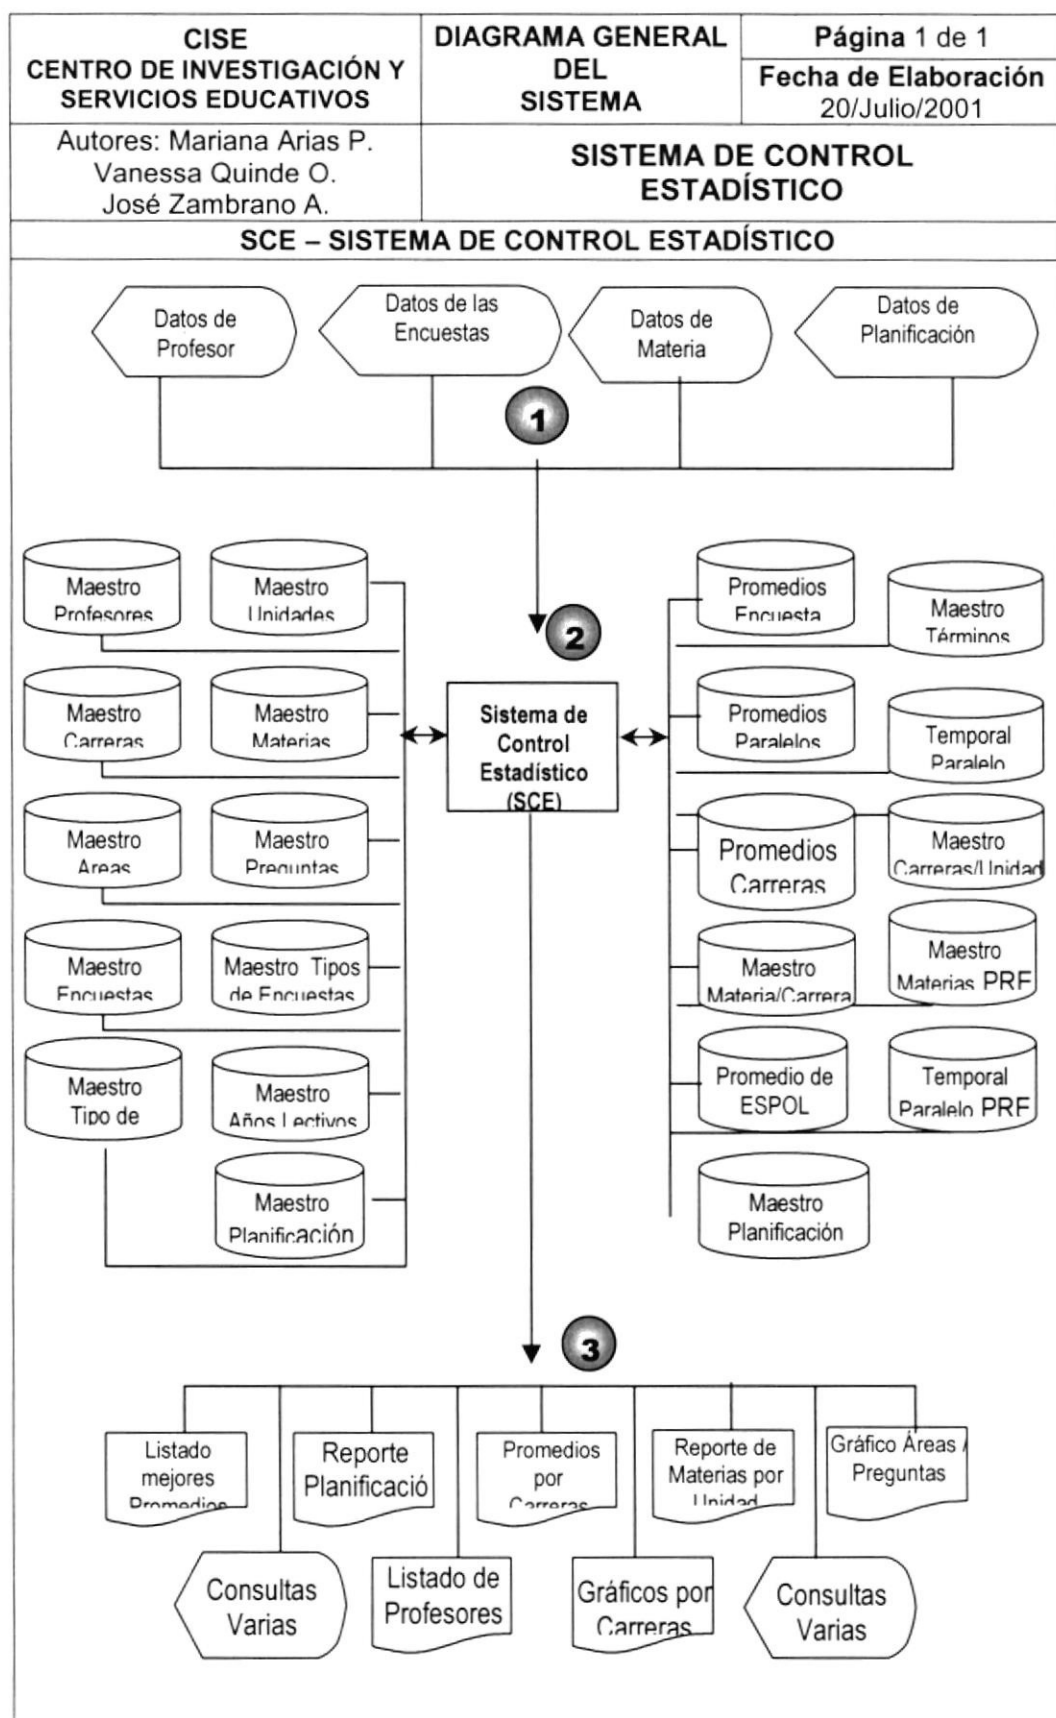 CISE
CENTRO DE INVESTIGACIÓN Y
SERVICIOS EDUCATIVOS
DIAGRAMA GENERAL
DEL
SISTEMA
Página 1 de 1
Fecha de Elaboración
20/Julio/2001
Autores: Mariana Arias P.
Vanessa Quinde O.
José Zambrano A.
SISTEMA DE CONTROL
ESTADÍSTICO
SCE – SISTEMA DE CONTROL ESTADÍSTICO
Datos de
Profesor
Datos de las
Encuestas
Datos de
Materia
Datos de
Planificación
1
2
Maestro
Profesores
Maestro
Unidades
Maestro
Carreras
Maestro
Materias
Maestro
Areas
Maestro
Preguntas
Maestro
Encuestas
Maestro Tipos
de Encuestas
Maestro
Tipo de
Maestro
Años Lectivos
Maestro
Planificación
Sistema de
Control
Estadístico
(SCE)
Promedios
Encuesta
Maestro
Términos
Promedios
Paralelos
Temporal
Paralelo
Promedios
Carreras
Maestro
Carreras/Unidad
Maestro
Materia/Carrera
Maestro
Materias PRF
Promedio de
ESPOL
Temporal
Paralelo PRF
Maestro
Planificación
3
Listado
mejores
Promedios
Reporte
Planificació
Promedios
por
Carreras
Reporte de
Materias por
Unidad
Gráfico Áreas /
Preguntas
Consultas
Varias
Listado de
Profesores
Gráficos por
Carreras
Consultas
Varias